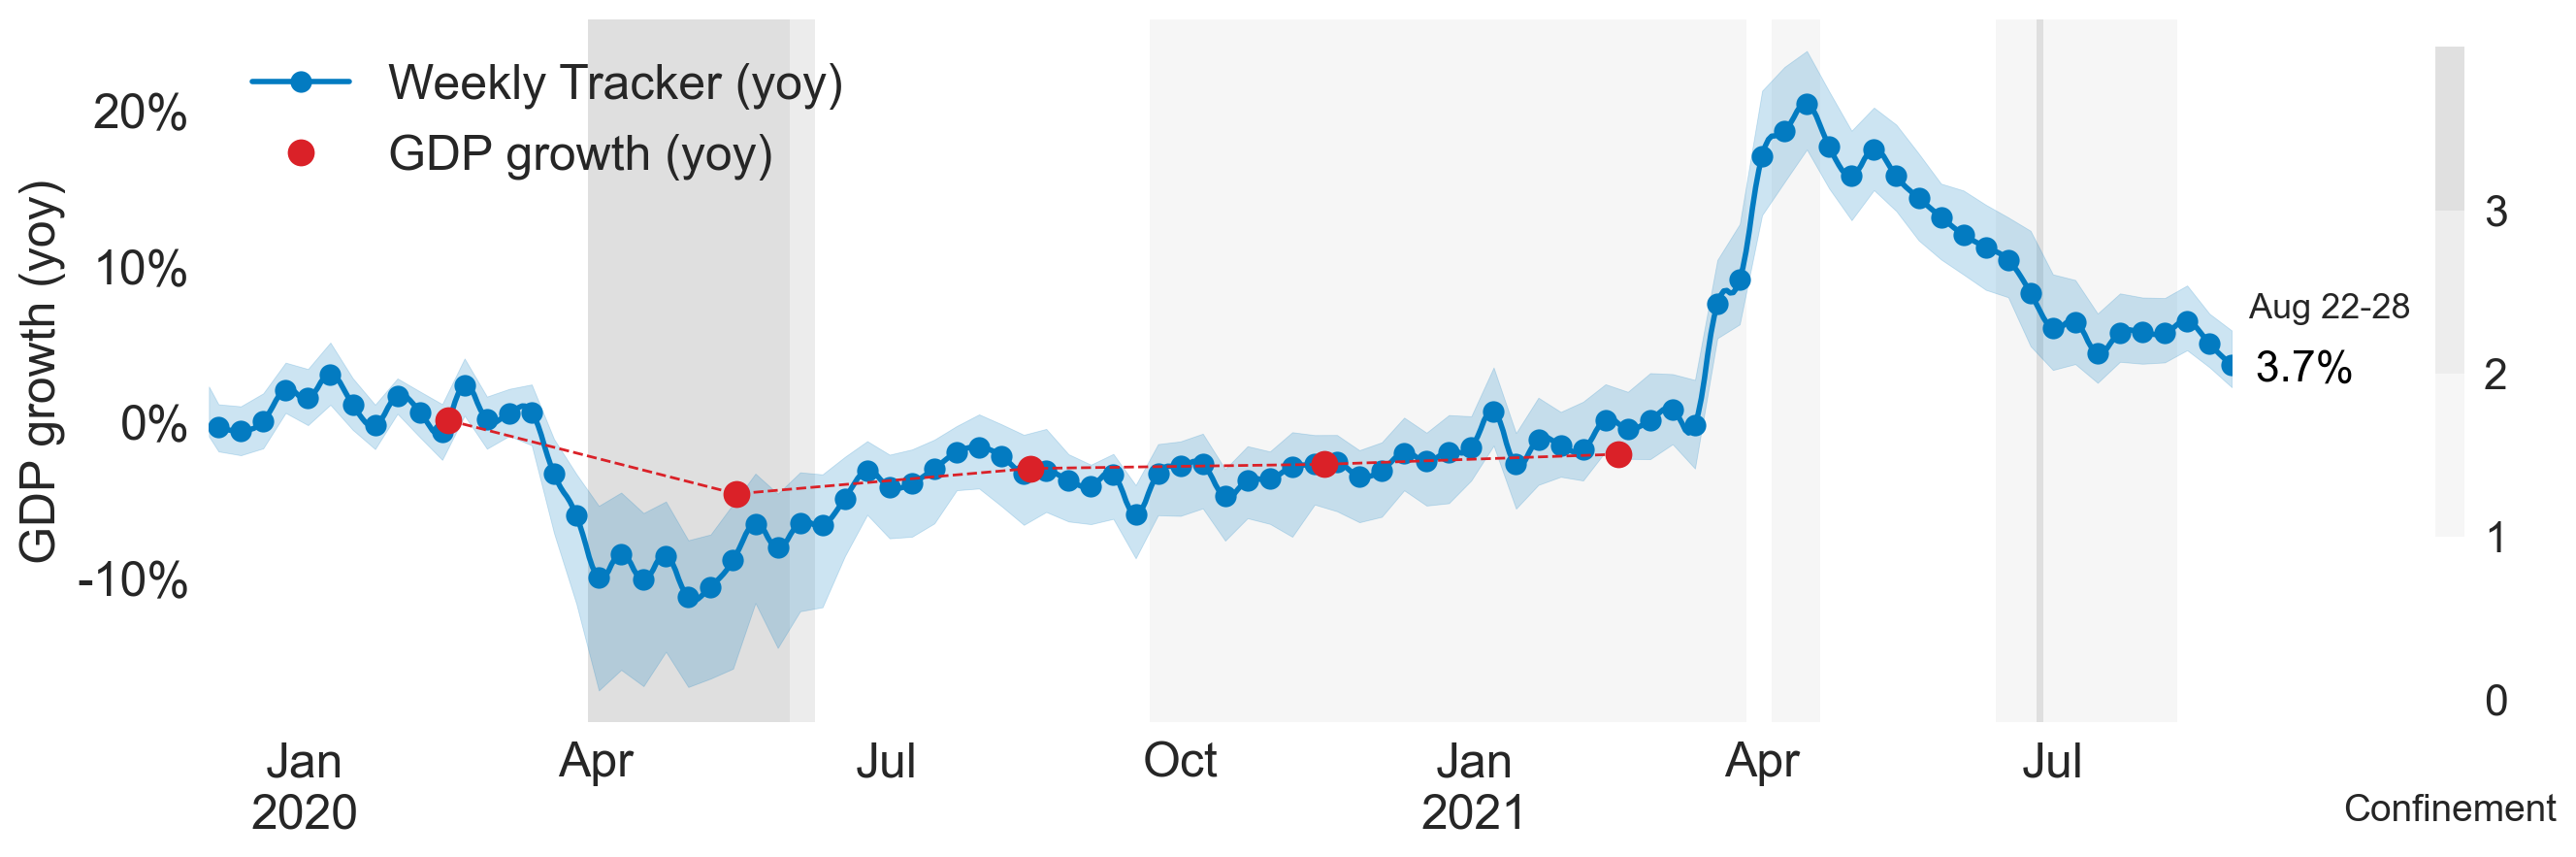 Weekly Tracker (yoy)
GDP growth (yoy)
GDP growth (yoy)
20%
10%
0%
-10%
Jan
2020
Apr
Jul
Oct
Jan
2021
Apr
Jul
Aug 22-28
3.7%
3
2
1
0
Confinement